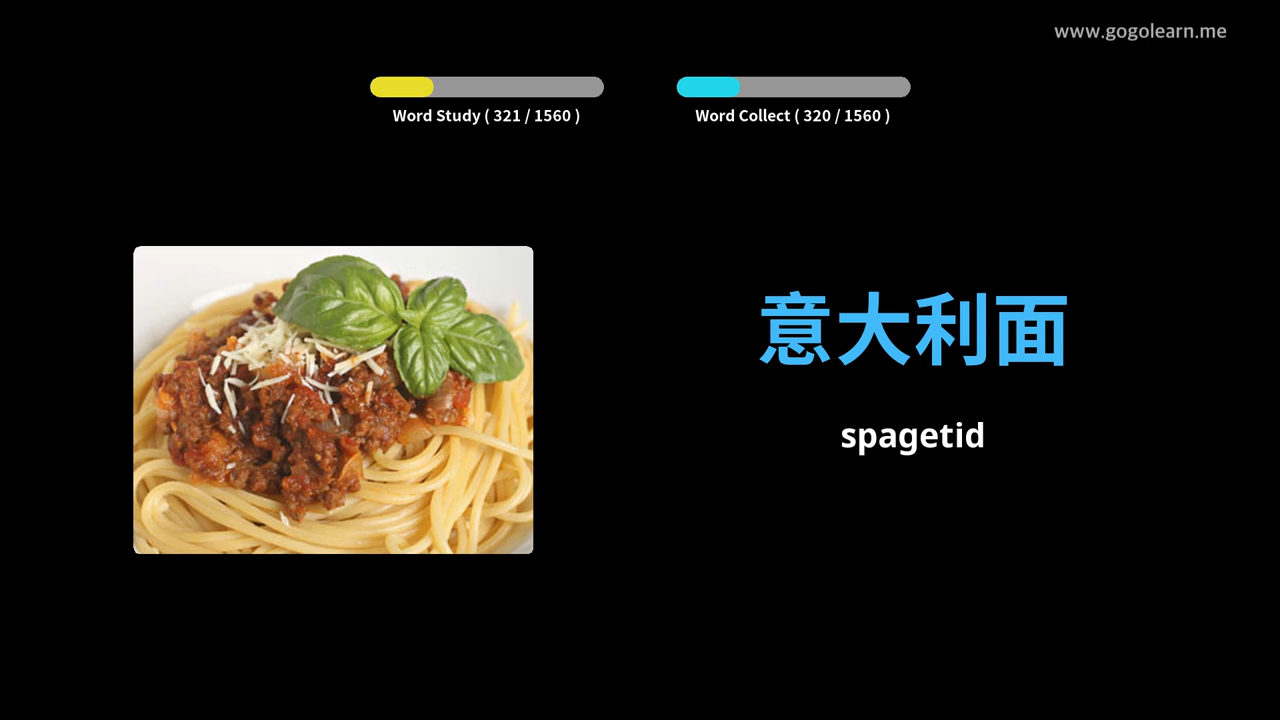 www.gogolearn.me
Word Study ( 321 / 1560 )
Word Collect ( 320 / 1560 )
意大利面
spagetid